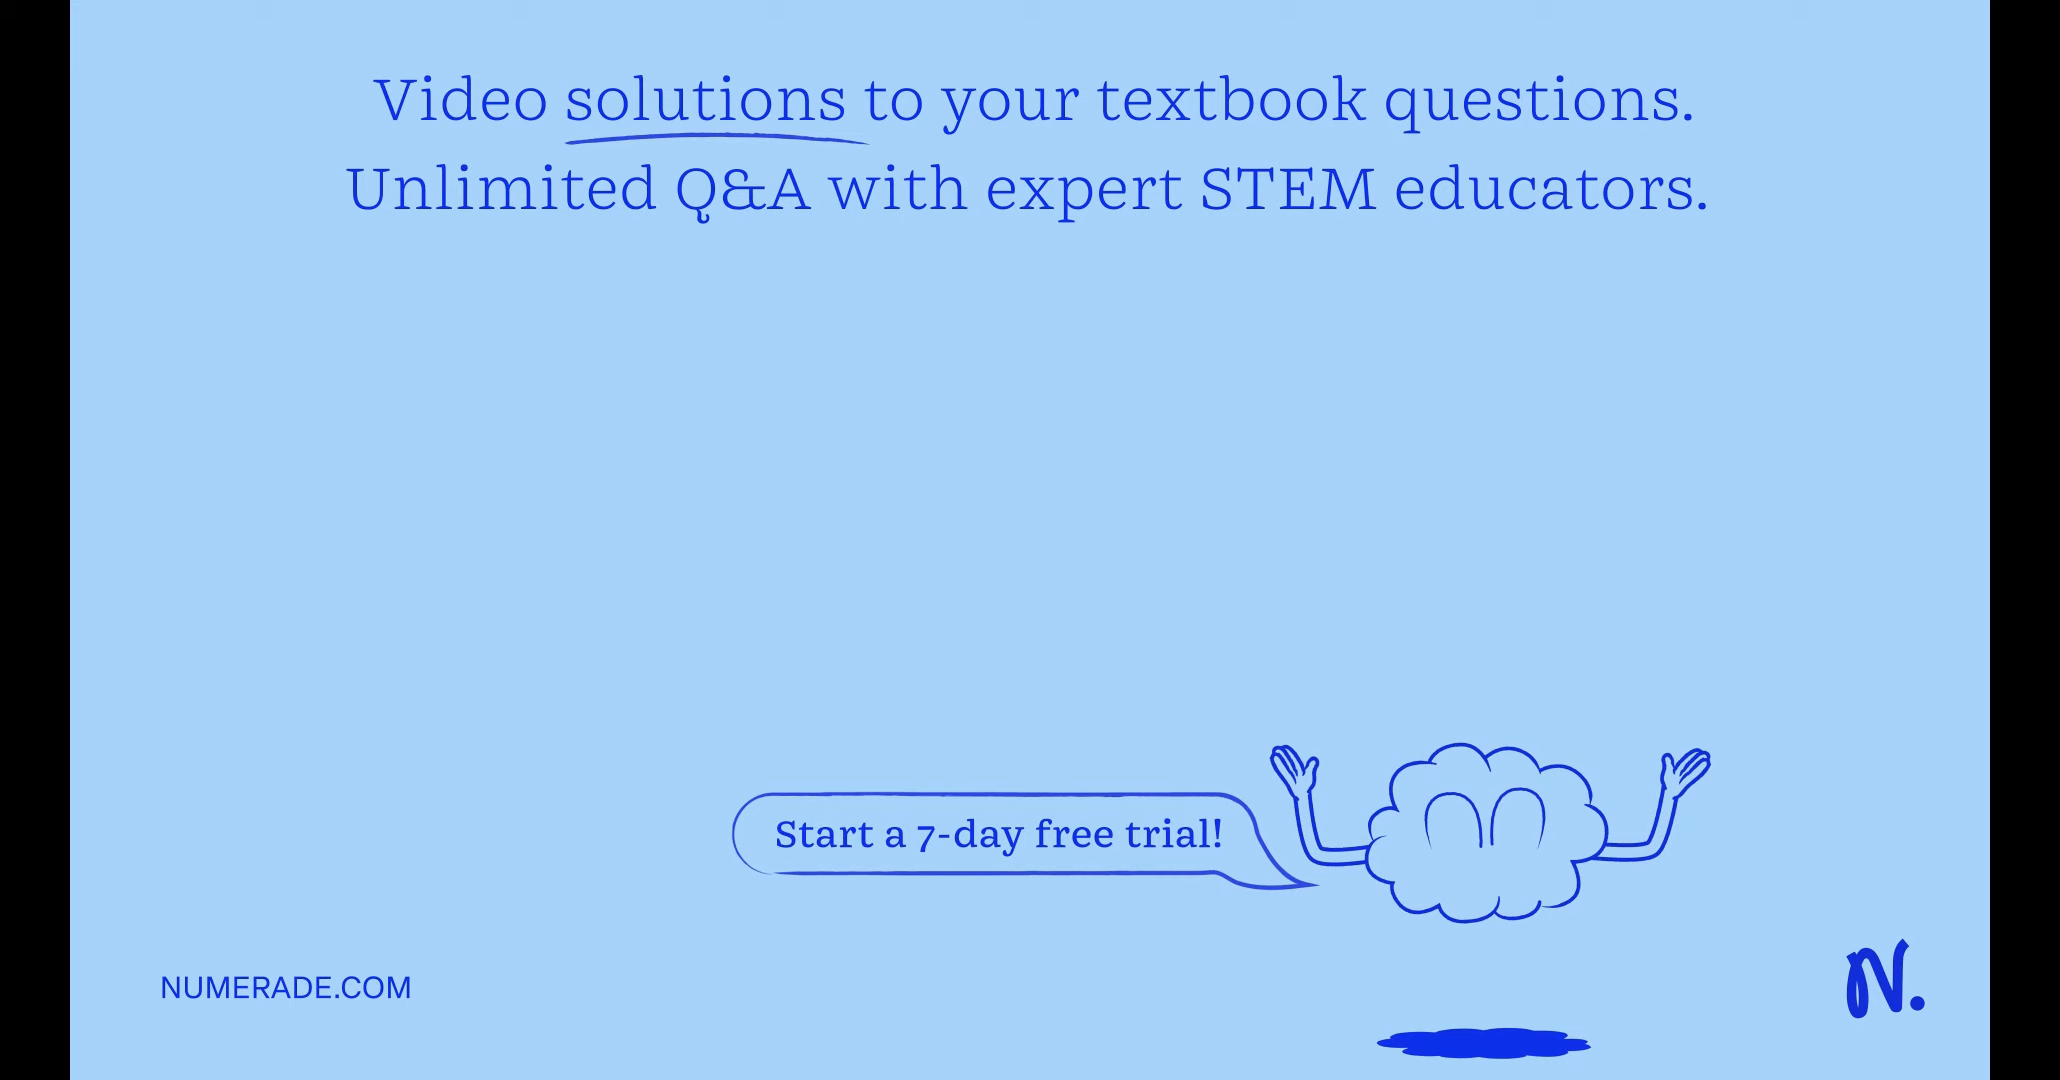 Video solutions to your textbook questions.
Unlimited Q&A with expert STEM educators.
Start a 7-day free trial!
NUMERADE.COM
N.